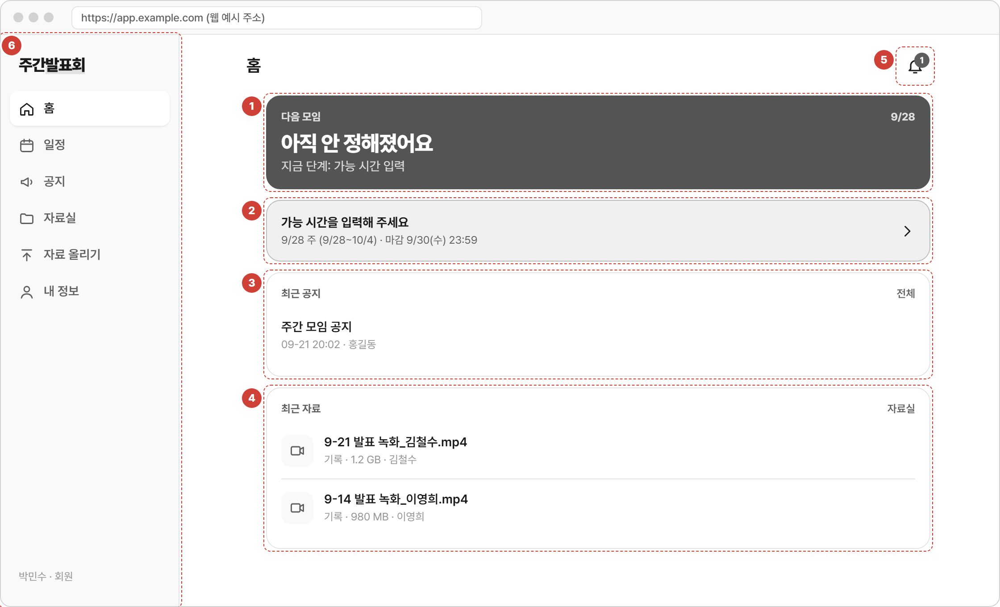 https://app.example.com (웹 예시 주소)
6
주간발표회
홈
일정
공지
자료실
자료 올리기
내 정보
박민수 · 회원
홈
5
1
1
다음 모임
9/28
아직 안 정해졌어요
지금 단계: 가능 시간 입력
2
가능 시간을 입력해 주세요
9/28 주 (9/28~10/4) · 마감 9/30(수) 23:59
3
최근 공지
전체
주간 모임 공지
09-21 20:02 · 홍길동
4
최근 자료
자료실
9-21 발표 녹화_김철수.mp4
기록 · 1.2 GB · 김철수
9-14 발표 녹화_이영희.mp4
기록 · 980 MB · 이영희